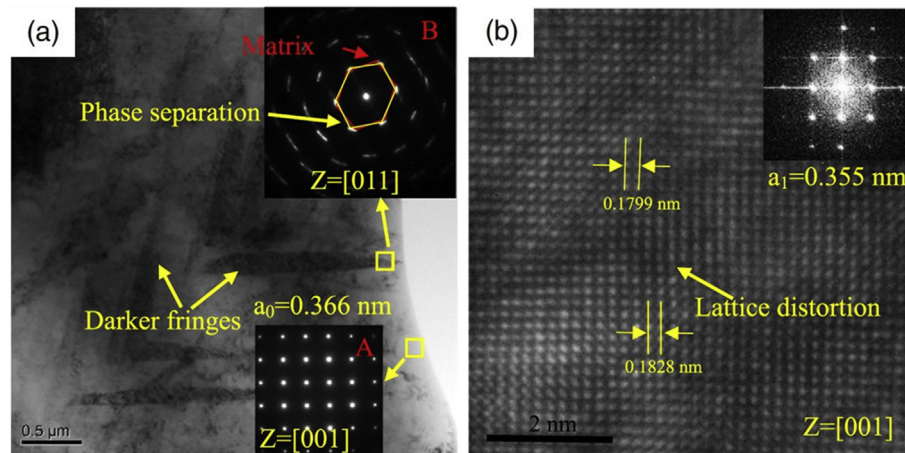 (a)
B
Matrix
Phase separation
Z=[011]
Darker fringes
a0=0.366 nm
A
Z=[001]
0.5 µm
(b)
a1=0.355 nm
0.1799 nm
Lattice distortion
0.1828 nm
2 nm
Z=[001]